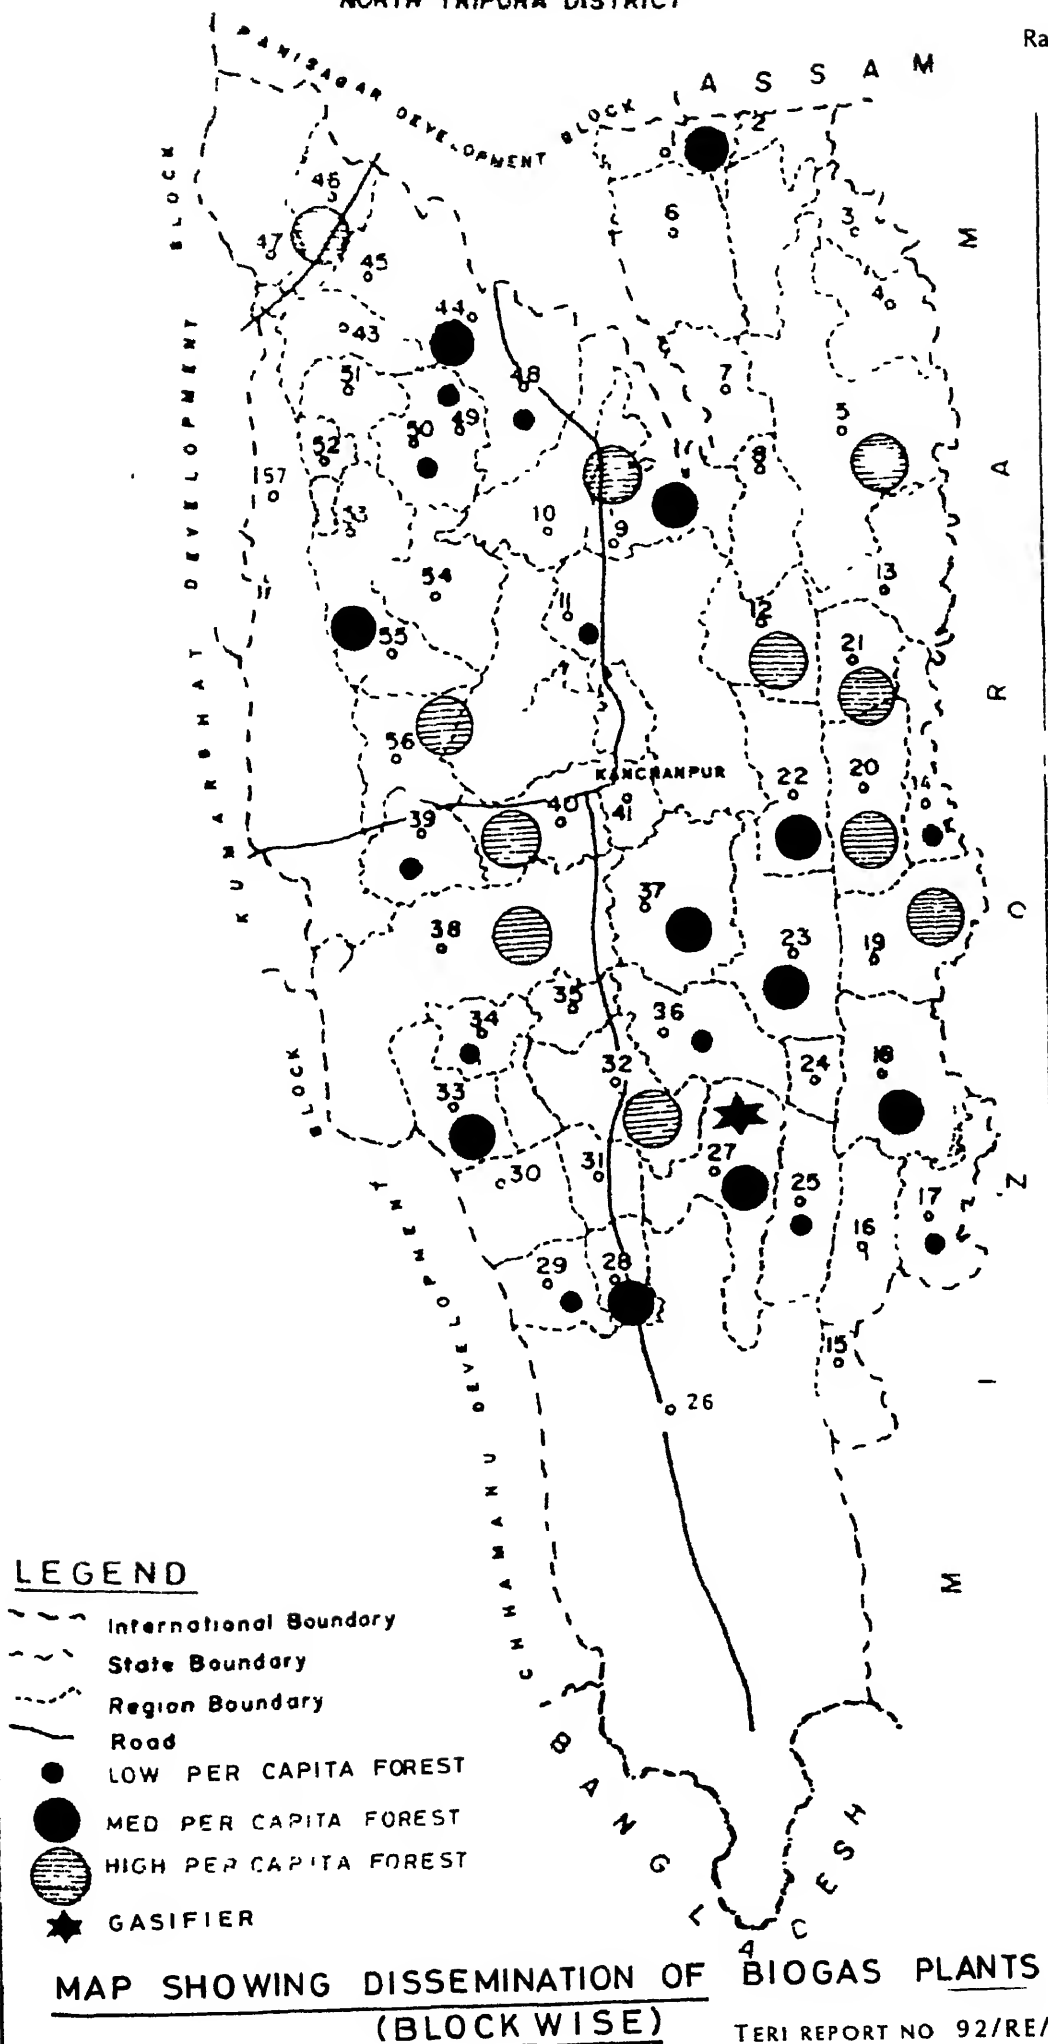 NORTH TRIPURA DISTRICT
Ra
PANISAGAR DEVELOPMENT BLOCK
ASSAM
2
46
6
3
47
45
4
44
43
51
48
7
5
50
49
52
8
57
10
9
54
13
11
12
55
21
56
KANCHANPUR
22
20
14
39
40
41
37
38
23
19
35
34
36
32
24
18
33
27
30
31
25
17
16
29
28
15
26
KUMARGHAT DEVELOPMENT BLOCK
CHHAMANU DEVELOPMENT BLOCK
MIZORAM
BANGLADESH
LEGEND
International Boundary
State Boundary
Region Boundary
Road
LOW PER CAPITA FOREST
MED PER CAPITA FOREST
HIGH PER CAPITA FOREST
GASIFIER
MAP SHOWING DISSEMINATION OF BIOGAS PLANTS
(BLOCK WISE)
TERI REPORT NO 92/RE/